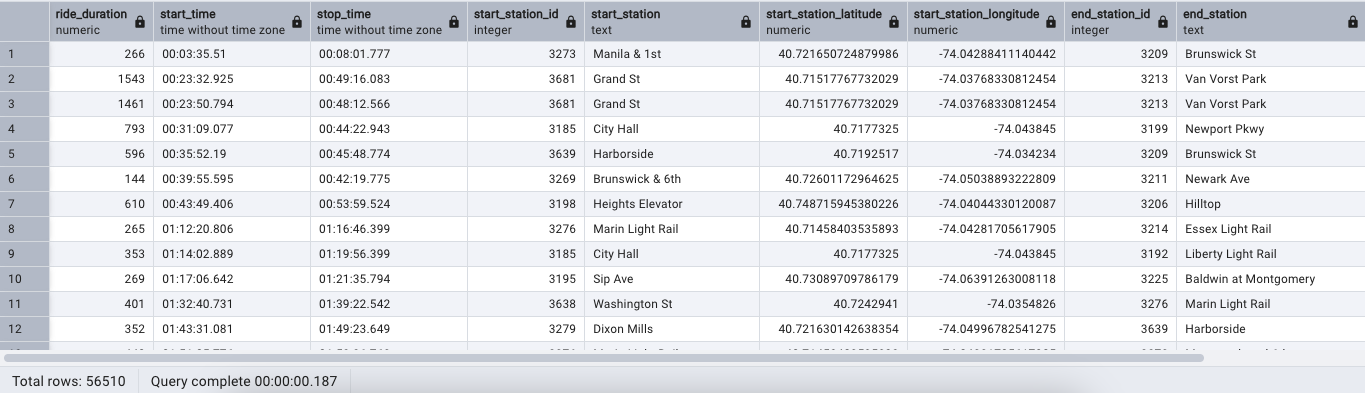 ride_duration start_time stop_time start_station_id start_station start_station_latitude start_station_longitude end_station_id end_station
numeric time without time zone time without time zone integer text numeric numeric integer text
1 266 00:03:35.51 00:08:01.777 3273 Manila & 1st 40.721650724879986 -74.04288411140442 3209 Brunswick St
2 1543 00:23:32.925 00:49:16.083 3681 Grand St 40.71517767732029 -74.03768330812454 3213 Van Vorst Park
3 1461 00:23:50.794 00:48:12.566 3681 Grand St 40.71517767732029 -74.03768330812454 3213 Van Vorst Park
4 793 00:31:09.077 00:44:22.943 3185 City Hall 40.7177325 -74.043845 3199 Newport Pkwy
5 596 00:35:52.19 00:45:48.774 3639 Harborside 40.7192517 -74.034234 3209 Brunswick St
6 144 00:39:55.595 00:42:19.775 3269 Brunswick & 6th 40.72601172964625 -74.05038893222809 3211 Newark Ave
7 610 00:43:49.406 00:53:59.524 3198 Heights Elevator 40.748715945380226 -74.04044330120087 3206 Hilltop
8 265 01:12:20.806 01:16:46.399 3276 Marin Light Rail 40.71458403535893 -74.04281705617905 3214 Essex Light Rail
9 353 01:14:02.889 01:19:56.399 3185 City Hall 40.7177325 -74.043845 3192 Liberty Light Rail
10 269 01:17:06.642 01:21:35.794 3195 Sip Ave 40.73089709786179 -74.06391263008118 3225 Baldwin at Montgomery
11 401 01:32:40.731 01:39:22.542 3638 Washington St 40.7242941 -74.0354826 3276 Marin Light Rail
12 352 01:43:31.081 01:49:23.649 3279 Dixon Mills 40.721630142638354 -74.04996782541275 3639 Harborside
Total rows: 56510 Query complete 00:00:00.187